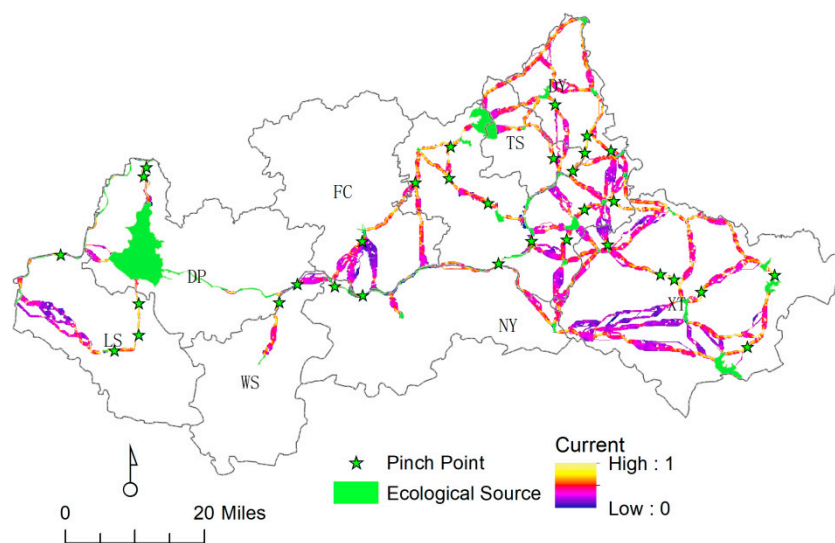 DY
TS
FC
DP
XT
NY
LS
WS
Pinch Point
Ecological Source
Current
High : 1
Low : 0
0 20 Miles